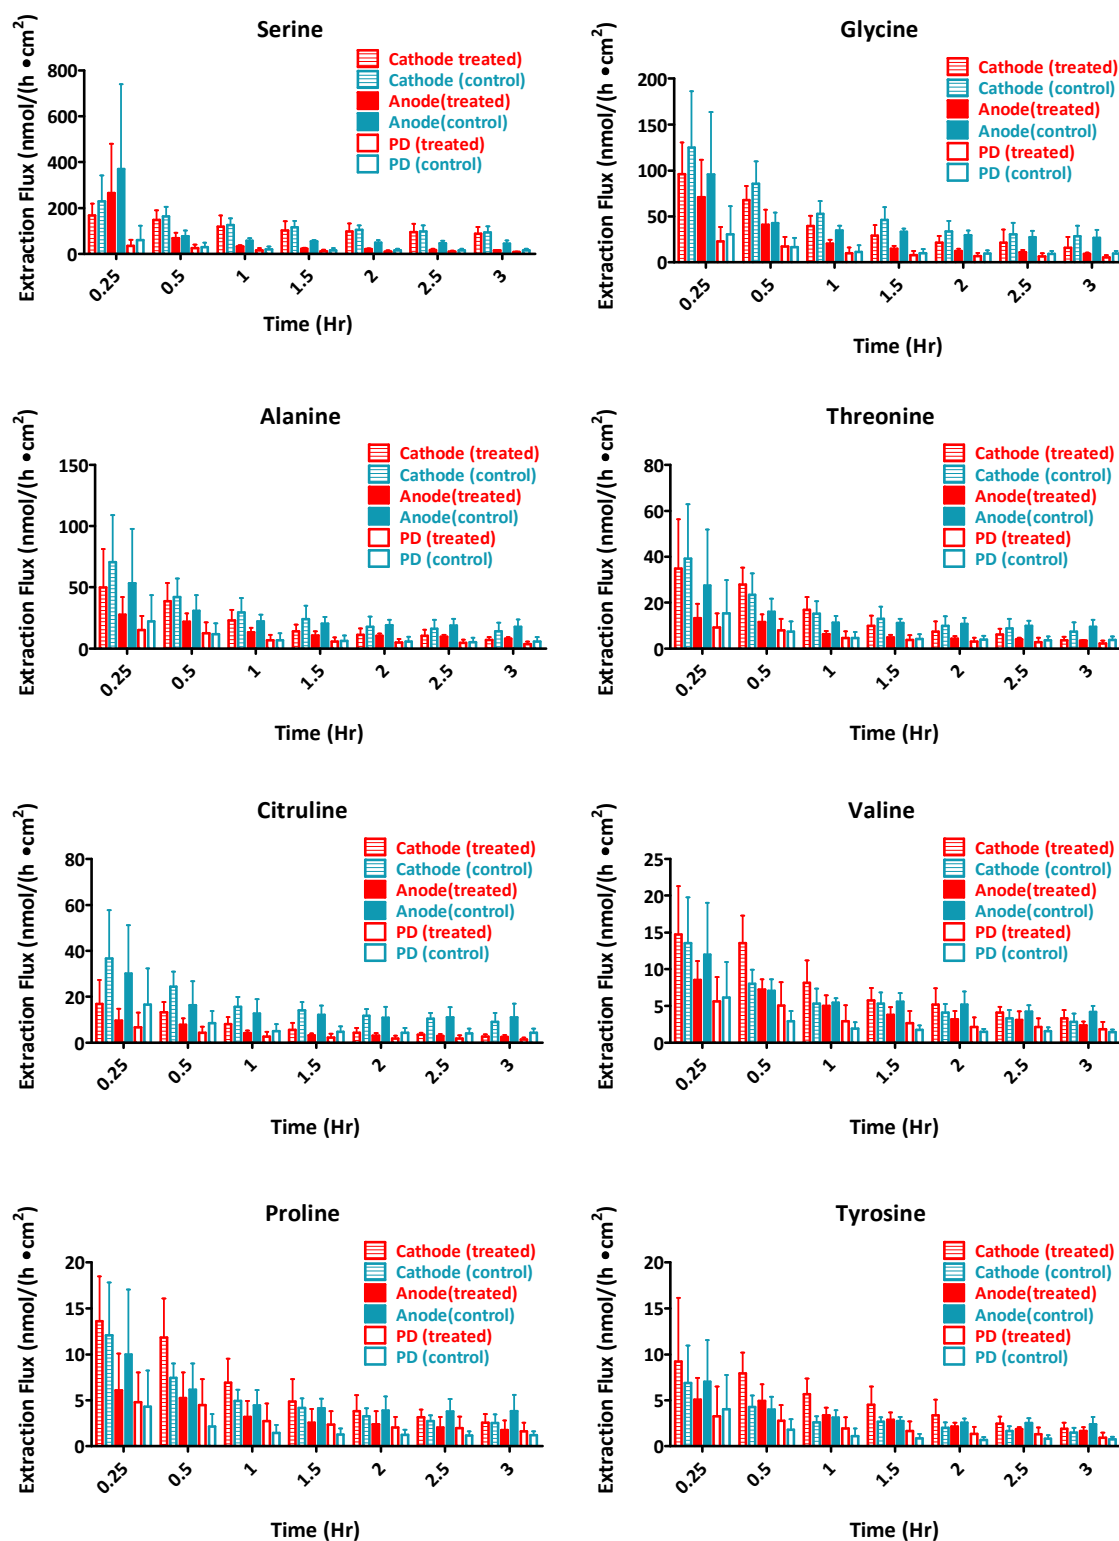 Serine
Extraction Flux (nmol/(h •cm²)
800
600
400
200
0
Cathode treated)
Cathode (control)
Anode(treated)
Anode(control)
PD (treated)
PD (control)
0.25
0.5
1
1.5
2
2.5
3
Time (Hr)
Glycine
Extraction Flux (nmol/(h •cm²)
200
150
100
50
0
Cathode (treated)
Cathode (control)
Anode(treated)
Anode(control)
PD (treated)
PD (control)
0.25
0.5
1
1.5
2
2.5
3
Time (Hr)
Alanine
Extraction Flux (nmol/(h •cm²)
150
100
50
0
Cathode (treated)
Cathode (control)
Anode(treated)
Anode(control)
PD (treated)
PD (control)
0.25
0.5
1
1.5
2
2.5
3
Time (Hr)
Threonine
Extraction Flux (nmol/(h •cm²)
80
60
40
20
0
Cathode (treated)
Cathode (control)
Anode(treated)
Anode(control)
PD (treated)
PD (control)
0.25
0.5
1
1.5
2
2.5
3
Time (Hr)
Citruline
Extraction Flux (nmol/(h •cm²)
80
60
40
20
0
Cathode (treated)
Cathode (control)
Anode(treated)
Anode(control)
PD (treated)
PD (control)
0.25
0.5
1
1.5
2
2.5
3
Time (Hr)
Valine
Extraction Flux (nmol/(h •cm²)
25
20
15
10
5
0
Cathode (treated)
Cathode (control)
Anode(treated)
Anode(control)
PD (treated)
PD (control)
0.25
0.5
1
1.5
2
2.5
3
Time (Hr)
Proline
Extraction Flux (nmol/(h •cm²)
20
15
10
5
0
Cathode (treated)
Cathode (control)
Anode(treated)
Anode(control)
PD (treated)
PD (control)
0.25
0.5
1
1.5
2
2.5
3
Time (Hr)
Tyrosine
Extraction Flux (nmol/(h •cm²)
20
15
10
5
0
Cathode (treated)
Cathode (control)
Anode(treated)
Anode(control)
PD (treated)
PD (control)
0.25
0.5
1
1.5
2
2.5
3
Time (Hr)